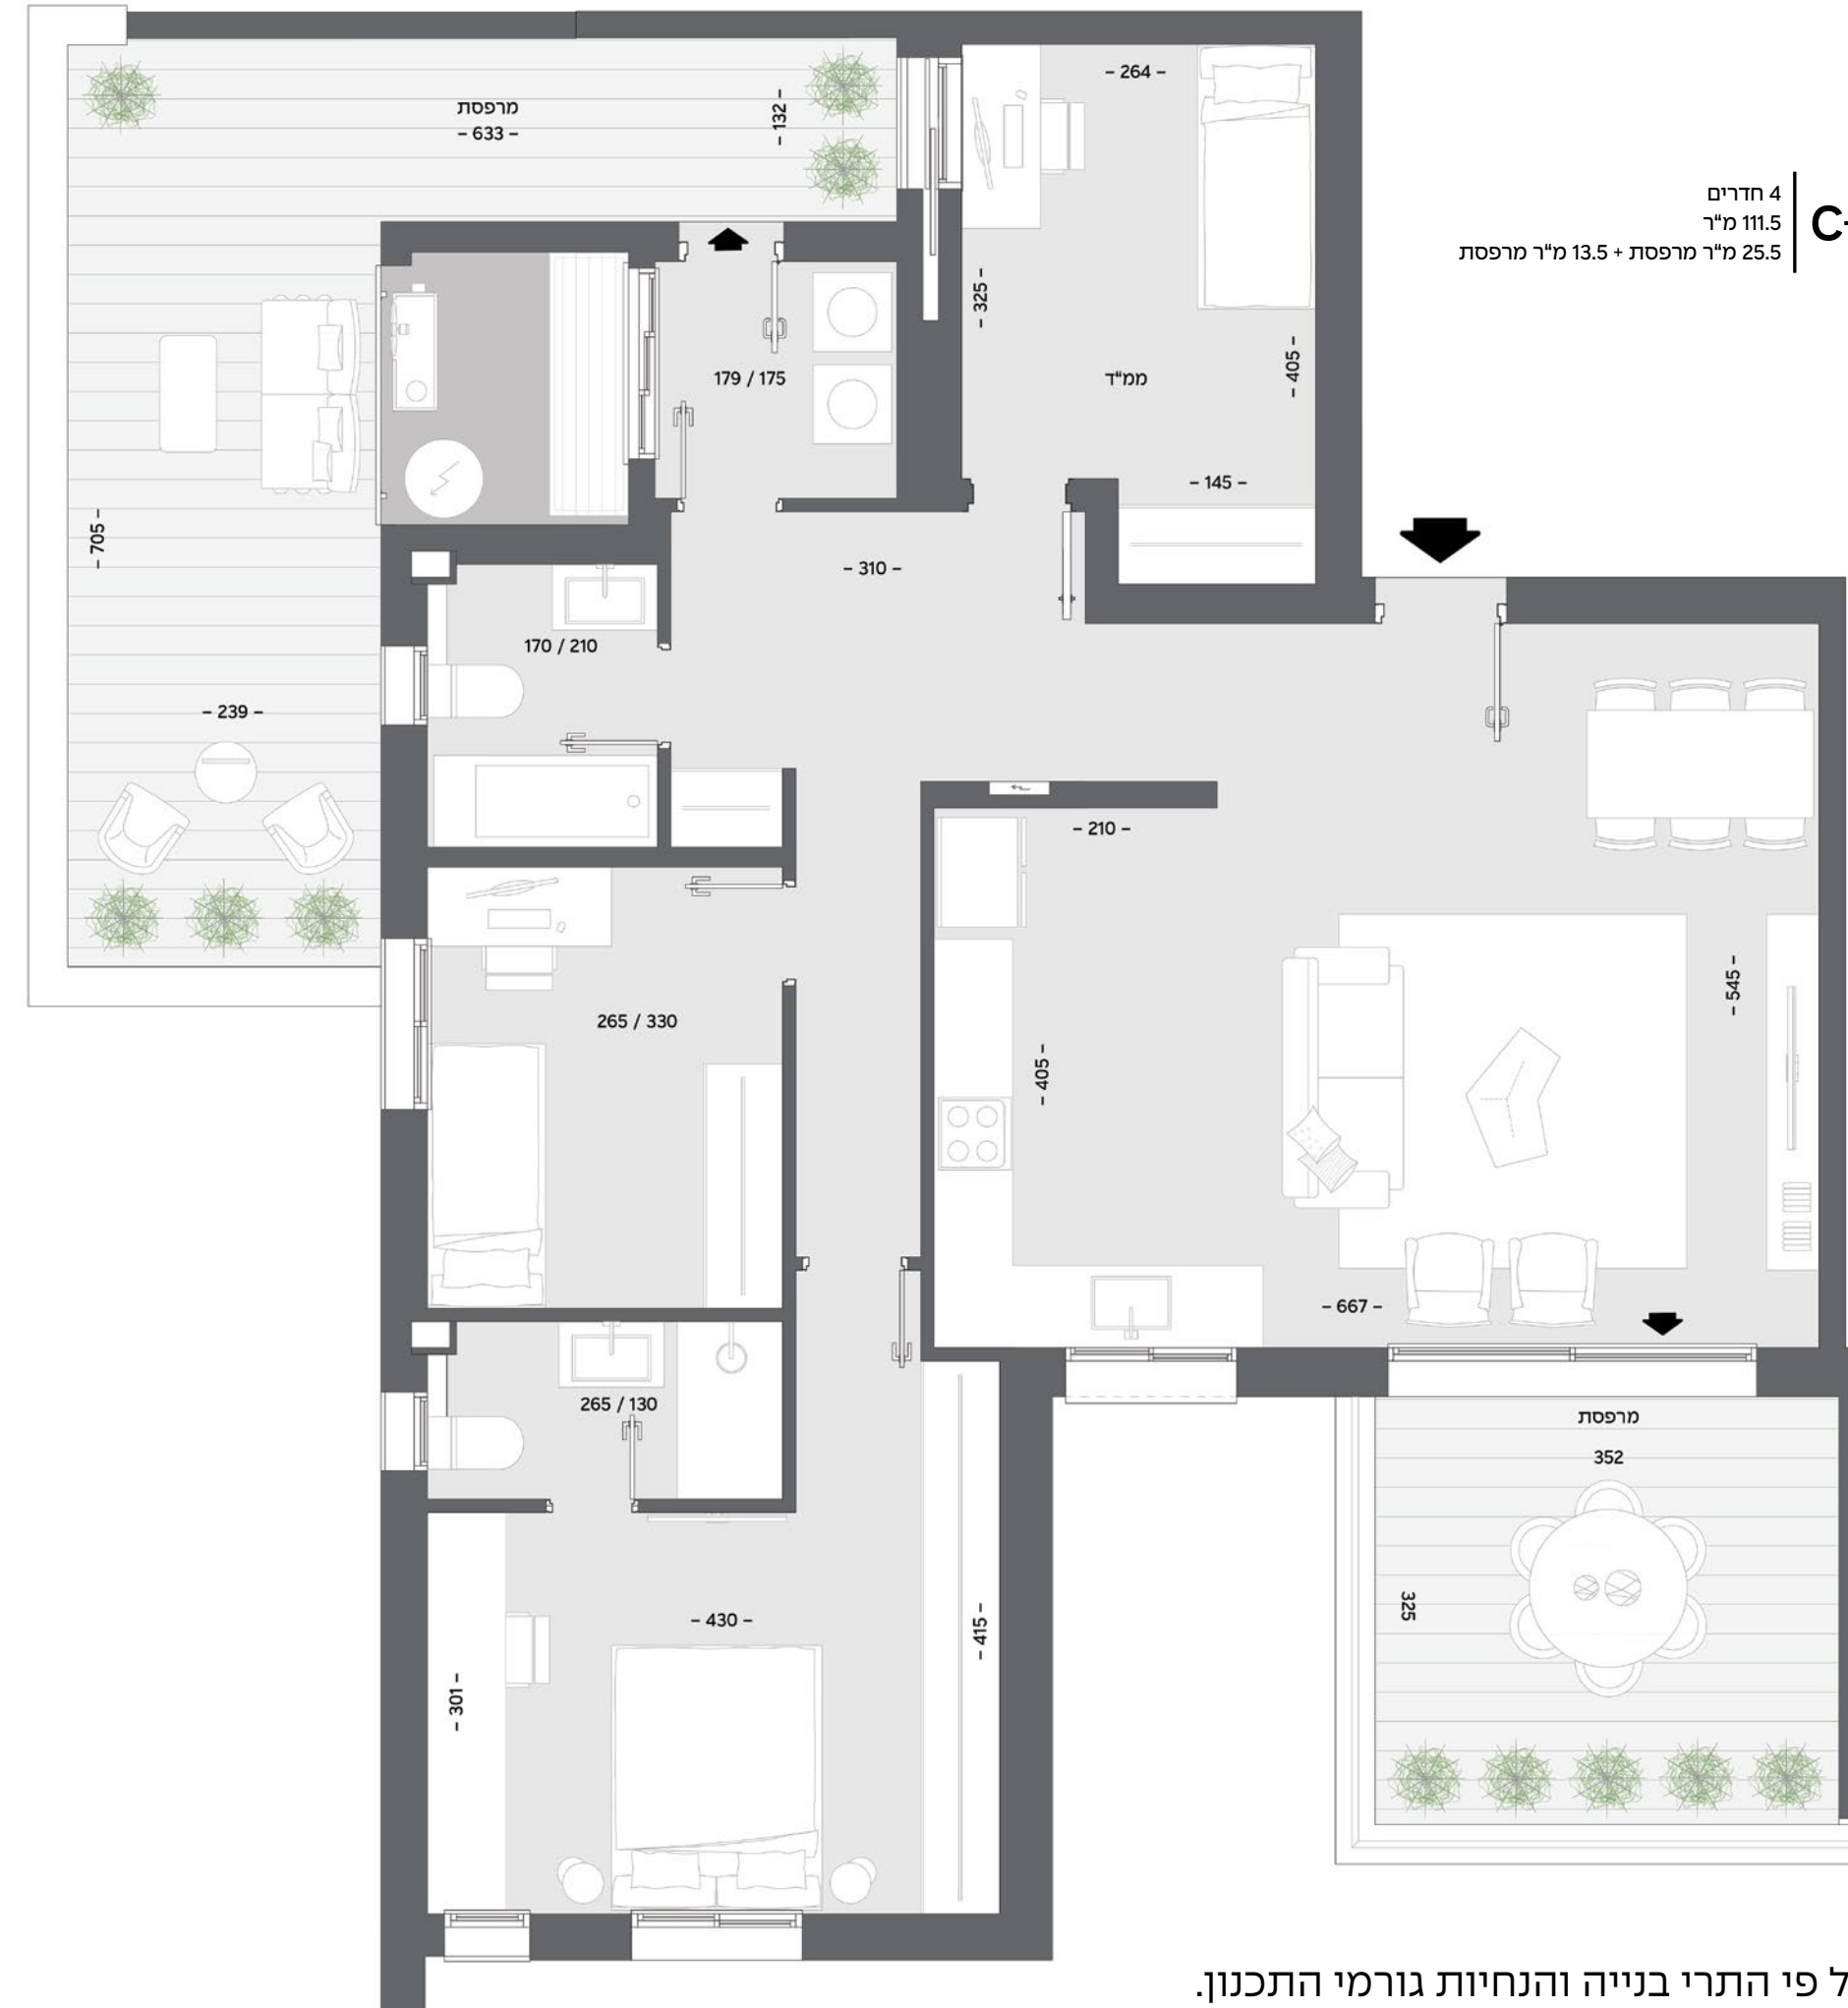 4 חדרים
111.5 מ"ר
25.5 מ"ר מרפסת + 13.5 מ"ר מרפסת
C-
מרפסת
– 633 –
– 132 –
– 264 –
– 325 –
– 405 –
ממ"ד
179 / 175
– 145 –
– 310 –
– 705 –
170 / 210
– 239 –
– 210 –
– 545 –
265 / 330
– 405 –
– 667 –
265 / 130
מרפסת
352
325
– 430 –
– 415 –
– 301 –
ל פי התרי בנייה והנחיות גורמי התכנון.